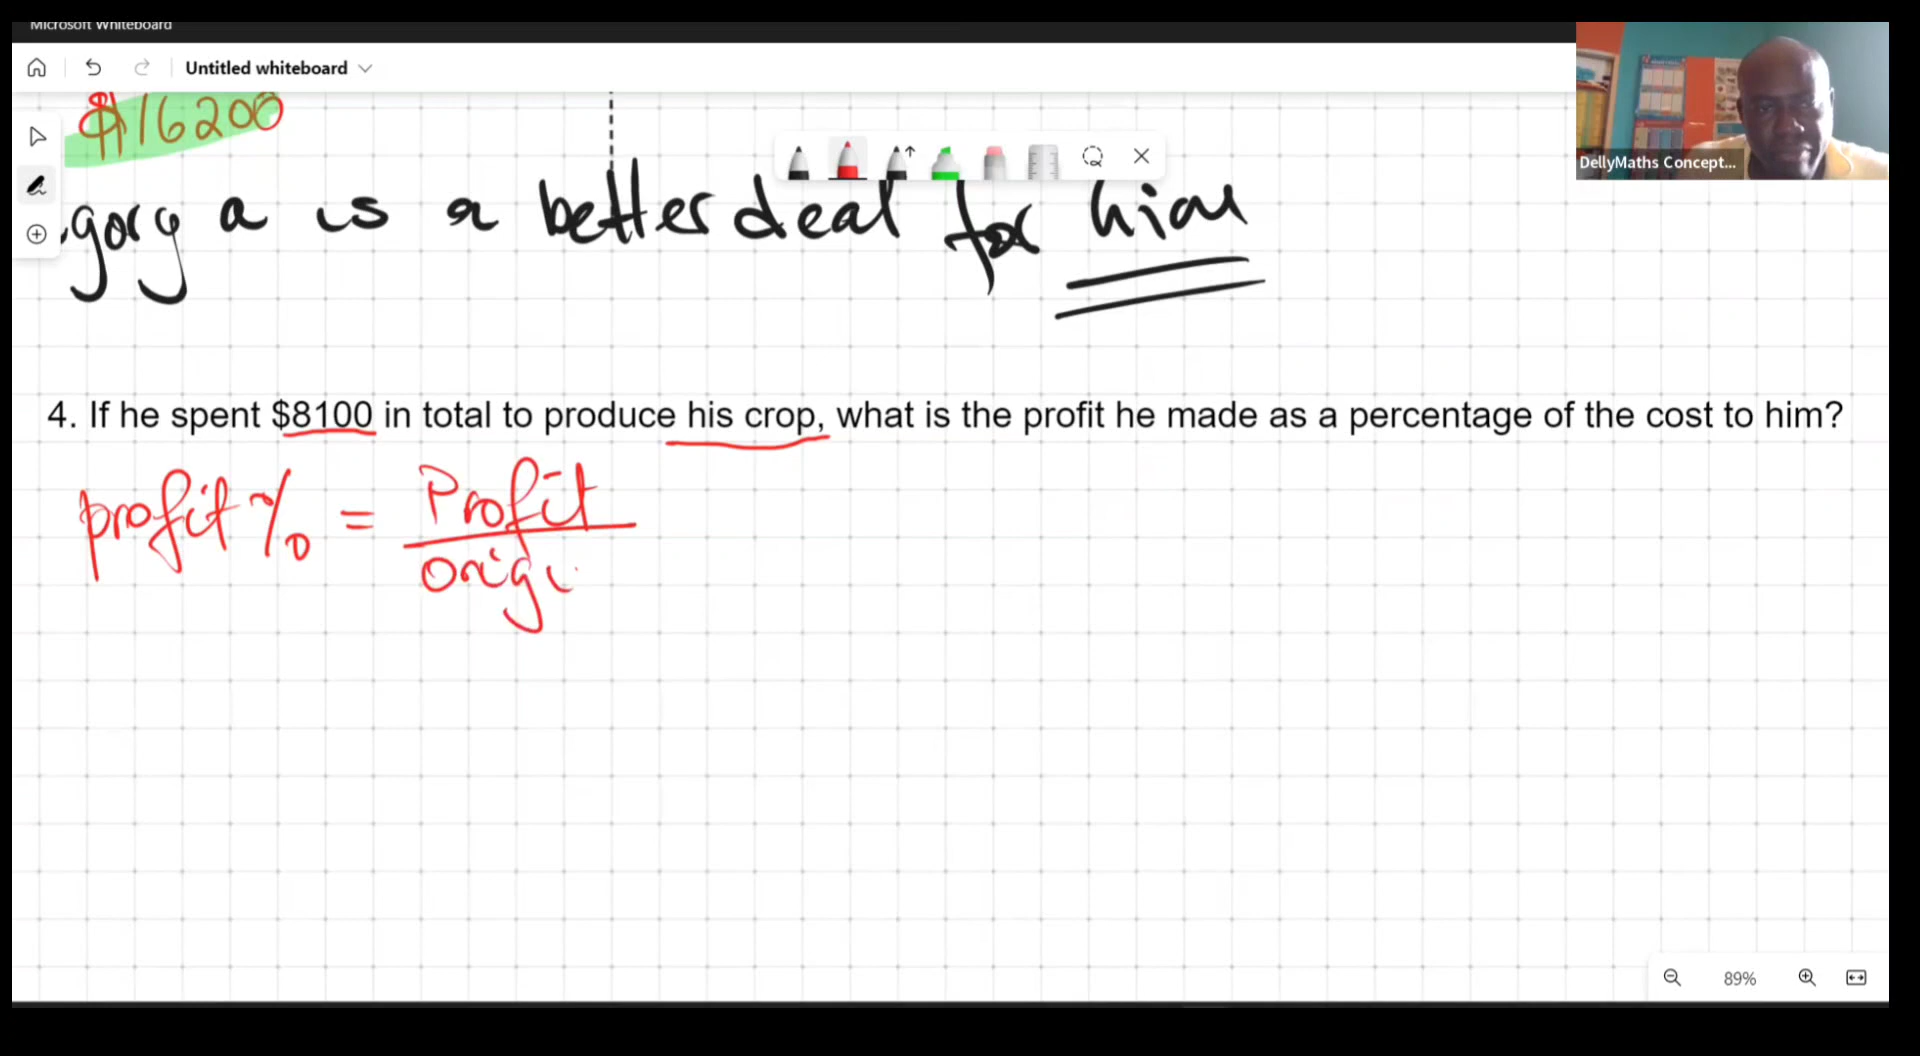 Microsoft Whiteboard
Untitled whiteboard
$16200
gory a is a better deal for him
DellyMaths Concept...
4. If he spent $8100 in total to produce his crop, what is the profit he made as a percentage of the cost to him?
profit % = Profit
origi
89%